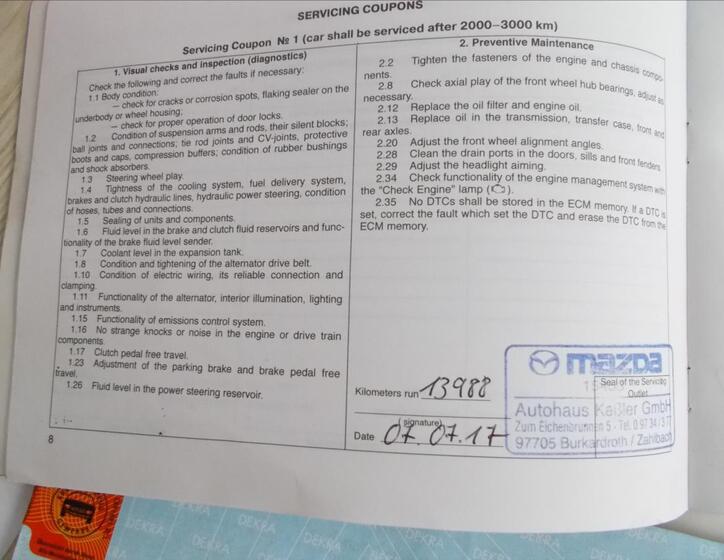 SERVICING COUPONS
Servicing Coupon № 1 (car shall be serviced after 2000–3000 km)
1. Visual checks and inspection (diagnostics)
Check the following and correct the faults if necessary:
1.1 Body condition:
– check for cracks or corrosion spots, flaking sealer on the
underbody or wheel housing;
– check for proper operation of door locks.
1.2 Condition of suspension arms and rods, their silent blocks;
ball joints and connections; tie rod joints and CV-joints, protective
boots and caps, compression buffers; condition of rubber bushings
and shock absorbers.
1.3 Steering wheel play.
1.4 Tightness of the cooling system, fuel delivery system,
brakes and clutch hydraulic lines, hydraulic power steering, condition
of hoses, tubes and connections.
1.5 Sealing of units and components.
1.6 Fluid level in the brake and clutch fluid reservoirs and func-
tionality of the brake fluid level sender.
1.7 Coolant level in the expansion tank.
1.8 Condition and tightening of the alternator drive belt.
1.10 Condition of electric wiring, its reliable connection and
clamping.
1.11 Functionality of the alternator, interior illumination, lighting
and instruments.
1.15 Functionality of emissions control system.
1.16 No strange knocks or noise in the engine or drive train
components.
1.17 Clutch pedal free travel.
1.23 Adjustment of the parking brake and brake pedal free
travel.
1.26 Fluid level in the power steering reservoir.
8
2. Preventive Maintenance
2.2 Tighten the fasteners of the engine and chassis compo-
nents.
2.8 Check axial play of the front wheel hub bearings, adjust as
necessary.
2.12 Replace the oil filter and engine oil.
2.13 Replace oil in the transmission, transfer case, front and
rear axles.
2.20 Adjust the front wheel alignment angles.
2.28 Clean the drain ports in the doors, sills and front fenders
2.29 Adjust the headlight aiming.
2.34 Check functionality of the engine management system with
the "Check Engine" lamp ( ).
2.35 No DTCs shall be stored in the ECM memory. If a DTC is
set, correct the fault which set the DTC and erase the DTC from the
ECM memory.
Kilometers run 13988
(signature)
Date 07.07.17
mazda
Seal of the Servicing
Outlet
Autohaus Keßler GmbH
Zum Eichenbrunnen 5 - Tel. 0 97 34 / 5 77
97705 Burkardroth / Zahlbach
DEKRA DEKRA DEKRA DEKRA